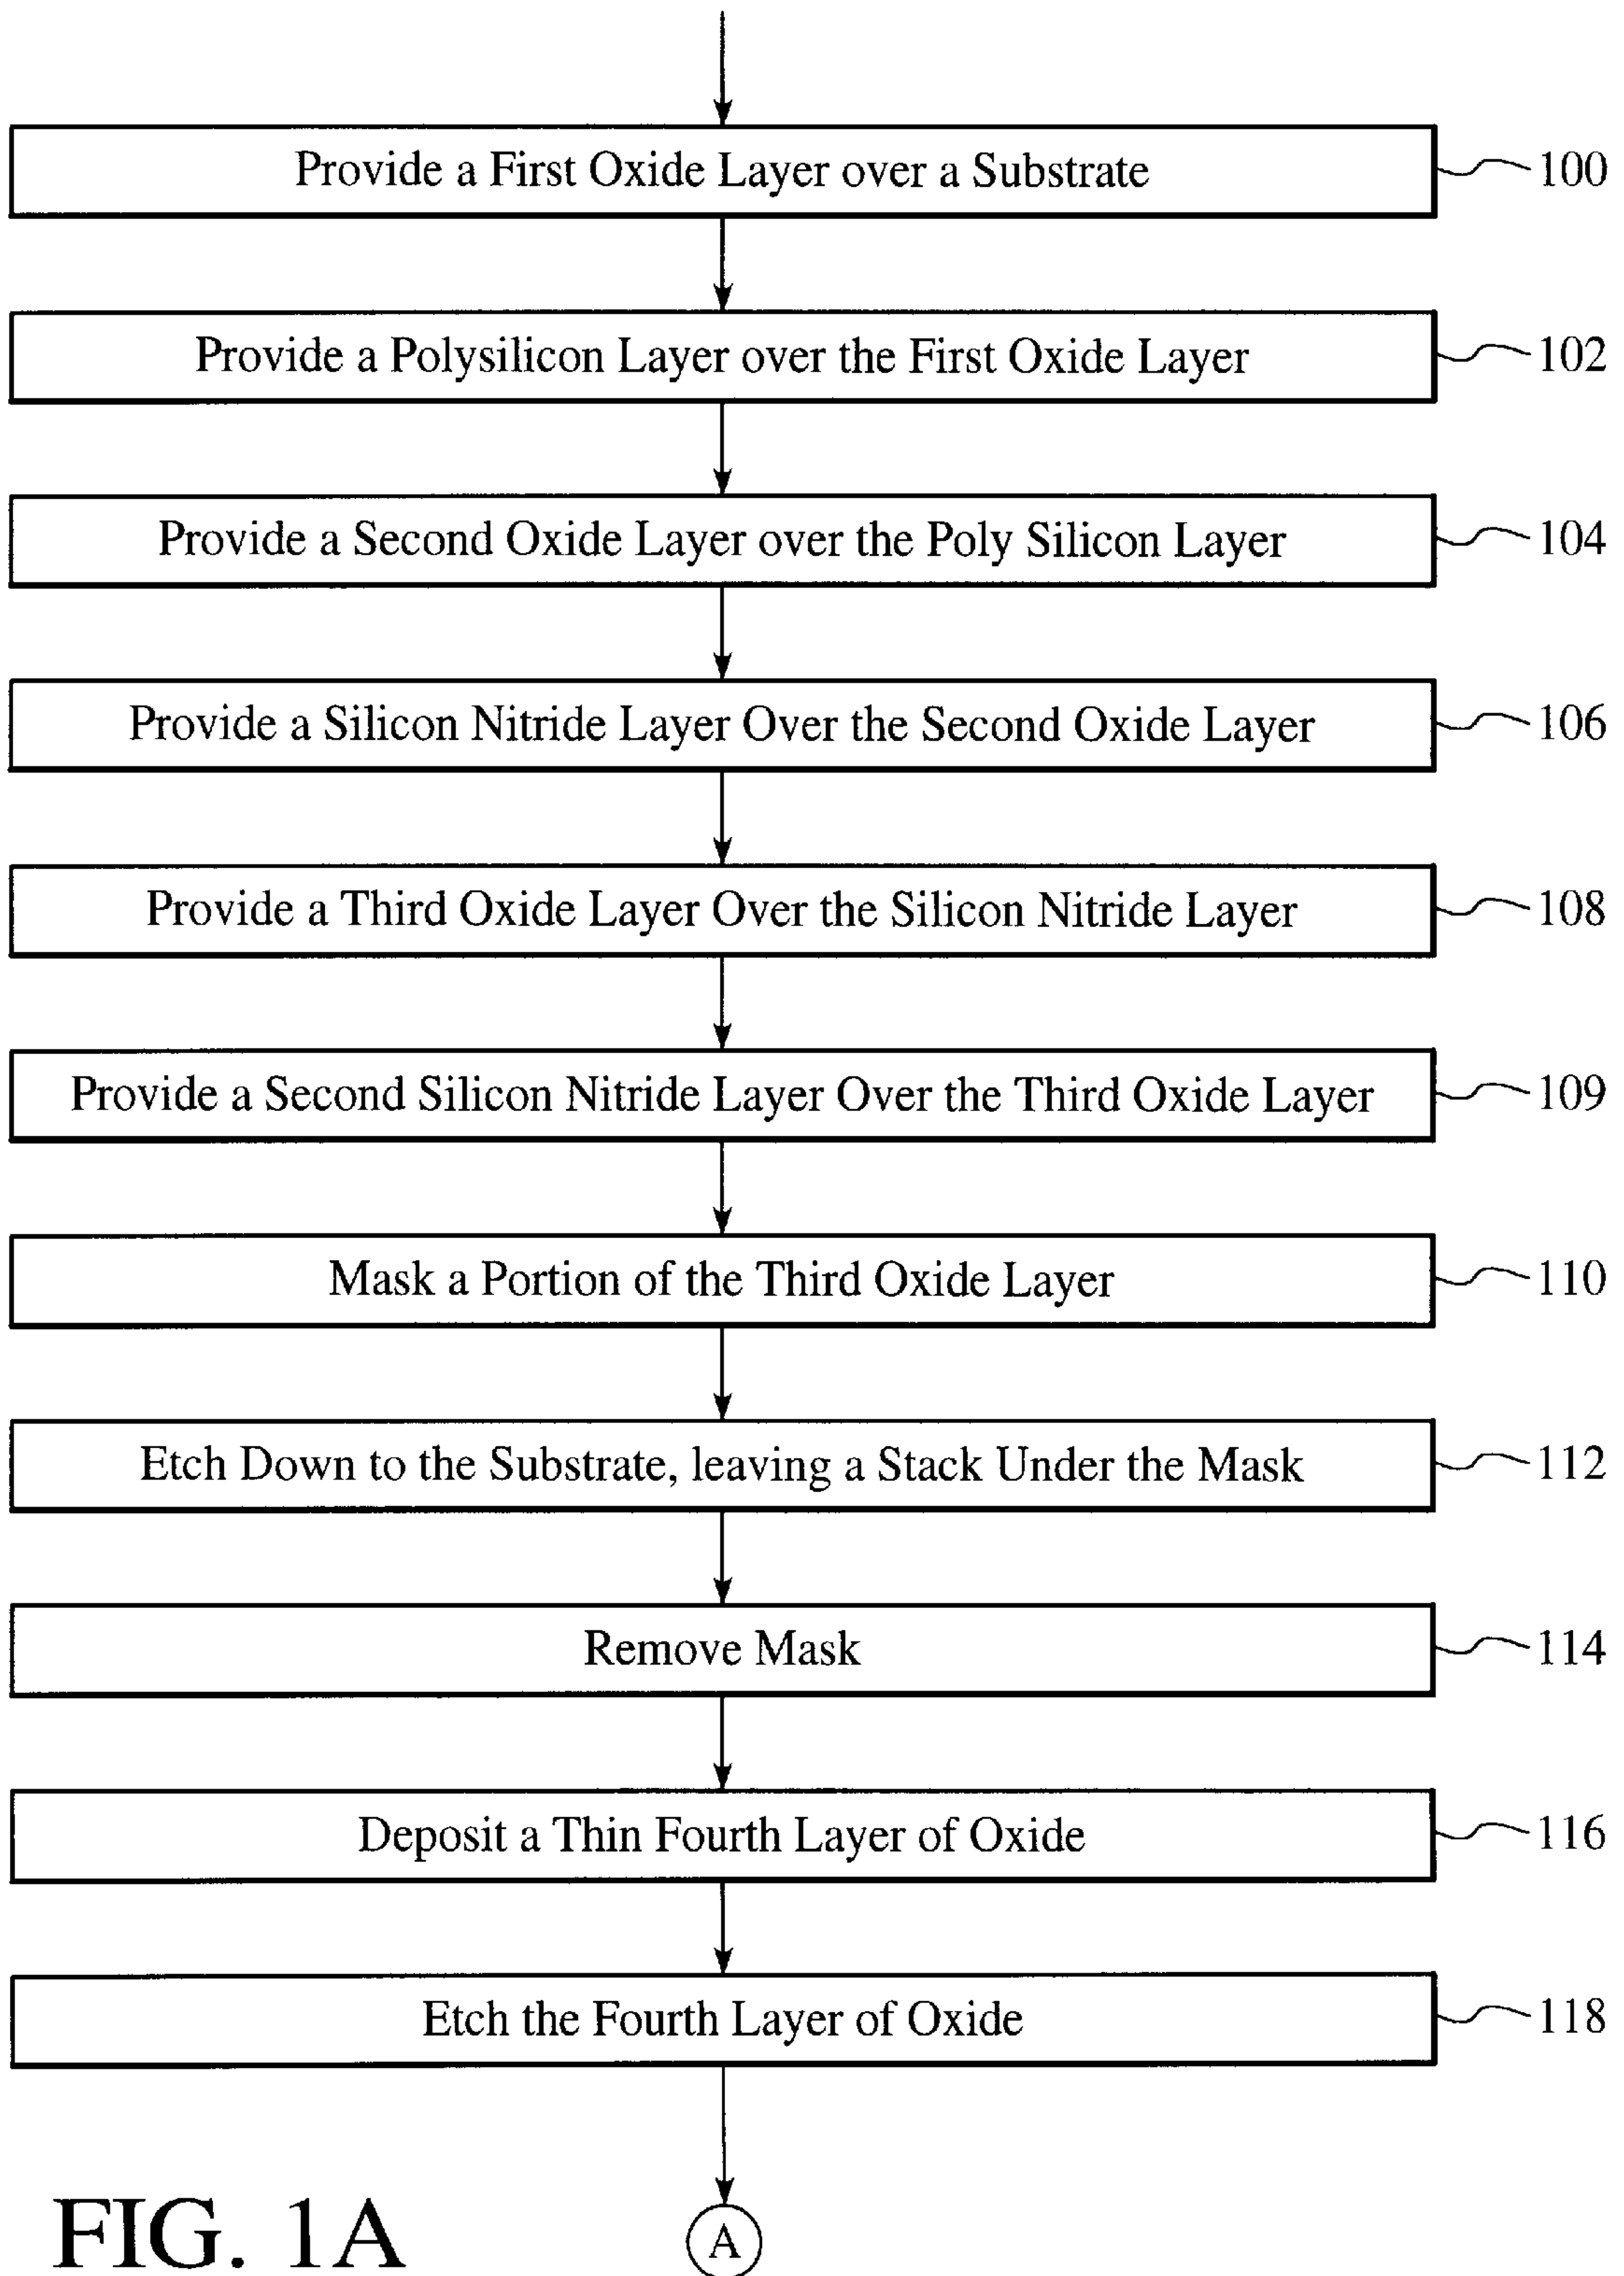 Provide a First Oxide Layer over a Substrate 100
Provide a Polysilicon Layer over the First Oxide Layer 102
Provide a Second Oxide Layer over the Poly Silicon Layer 104
Provide a Silicon Nitride Layer Over the Second Oxide Layer 106
Provide a Third Oxide Layer Over the Silicon Nitride Layer 108
Provide a Second Silicon Nitride Layer Over the Third Oxide Layer 109
Mask a Portion of the Third Oxide Layer 110
Etch Down to the Substrate, leaving a Stack Under the Mask 112
Remove Mask 114
Deposit a Thin Fourth Layer of Oxide 116
Etch the Fourth Layer of Oxide 118
FIG. 1A
A